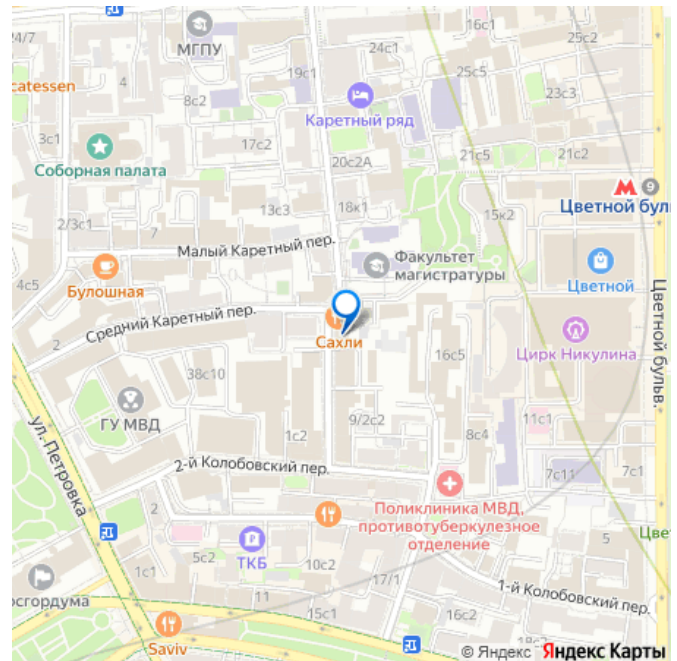 24/7
МГПУ
24с1
16с1
25с2
25с5
23с3
catessen
4
8с2
19с1
Каретный ряд
3с1
17с2
Соборная палата
20с2А
21с5
21с2
9
Цветной бул
2/3с1
7
13с3
18к1
15к2
Малый Каретный пер.
Факультет
магистратуры
4с5
Булошная
Цветной
Средний Каретный пер.
Сахли
Цветной бульв.
2
16с5
Цирк Никулина
38с10
ГУ МВД
9/2с2
11с1
ул. Петровка
1с2
8с4
2-й Колобовский пер.
7с11
7с1
2
Поликлиника МВД,
противотуберкулезное
отделение
5
Цвет
5с2
ТКБ
10с2
1с1
17/1
1-й Колобовский пер.
осгордума
11
15с1
16с2
18с2
Saviv
© Яндекс Яндекс Карты